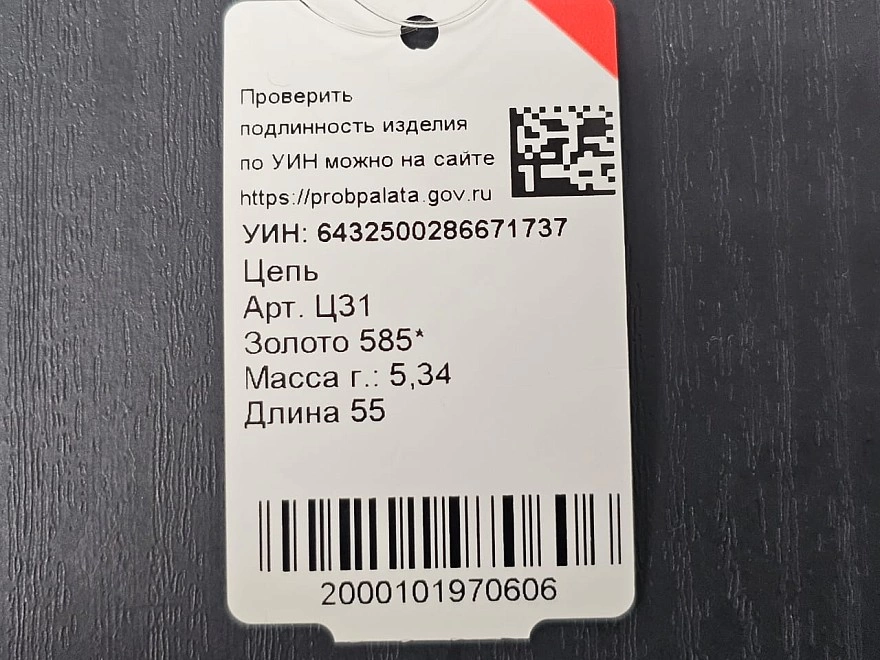 Проверить
подлинность изделия
по УИН можно на сайте
https://probpalata.gov.ru
УИН: 6432500286671737
Цепь
Арт. Ц31
Золото 585*
Масса г.: 5,34
Длина 55
2000101970606